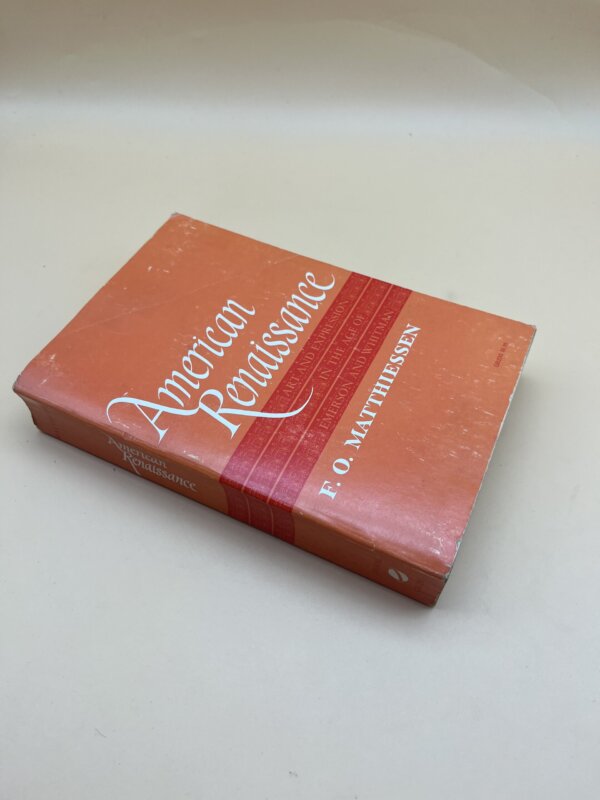 American
Renaissance
ART AND EXPRESSION
IN THE AGE OF
EMERSON AND WHITMAN
F. O. MATTHIESSEN
American
Renaissance